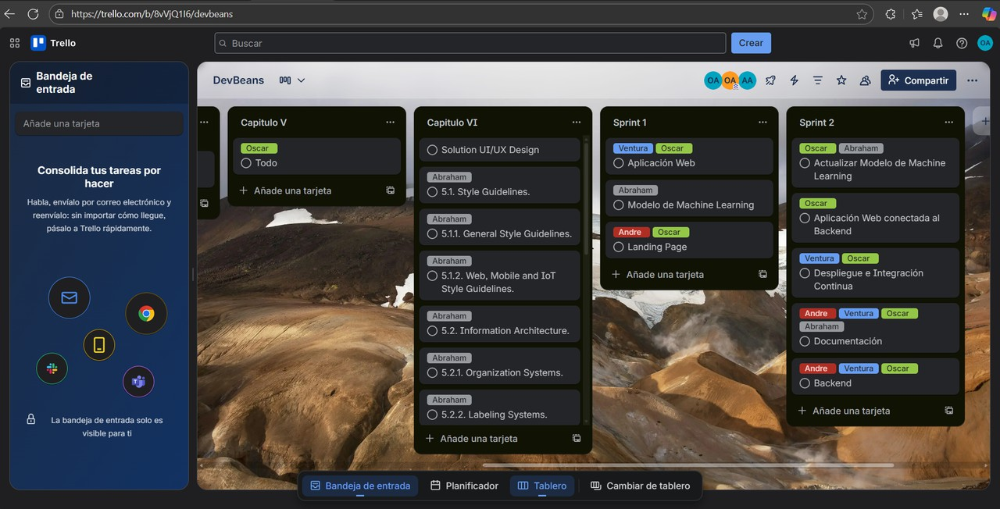 https://trello.com/b/8vVjQ1I6/devbeans
Trello
Buscar
Crear
OA
Bandeja de
entrada
Añade una tarjeta
Consolida tus tareas por
hacer
Habla, envíalo por correo electrónico y
reenvíalo: sin importar cómo llegue,
pásalo a Trello rápidamente.
La bandeja de entrada solo es
visible para ti
DevBeans
OA OA AA
Compartir
Capitulo V
Oscar
Todo
Añade una tarjeta
Capitulo VI
Solution UI/UX Design
Abraham
5.1. Style Guidelines.
Abraham
5.1.1. General Style Guidelines.
Abraham
5.1.2. Web, Mobile and IoT
Style Guidelines.
Abraham
5.2. Information Architecture.
Abraham
5.2.1. Organization Systems.
Abraham
5.2.2. Labeling Systems.
Añade una tarjeta
Sprint 1
Ventura Oscar
Aplicación Web
Abraham
Modelo de Machine Learning
Andre Oscar
Landing Page
Añade una tarjeta
Sprint 2
Oscar Abraham
Actualizar Modelo de Machine
Learning
Oscar
Aplicación Web conectada al
Backend
Ventura Oscar
Despliegue e Integración
Continua
Andre Ventura Oscar
Abraham
Documentación
Andre Ventura Oscar
Backend
Añade una tarjeta
Bandeja de entrada
Planificador
Tablero
Cambiar de tablero